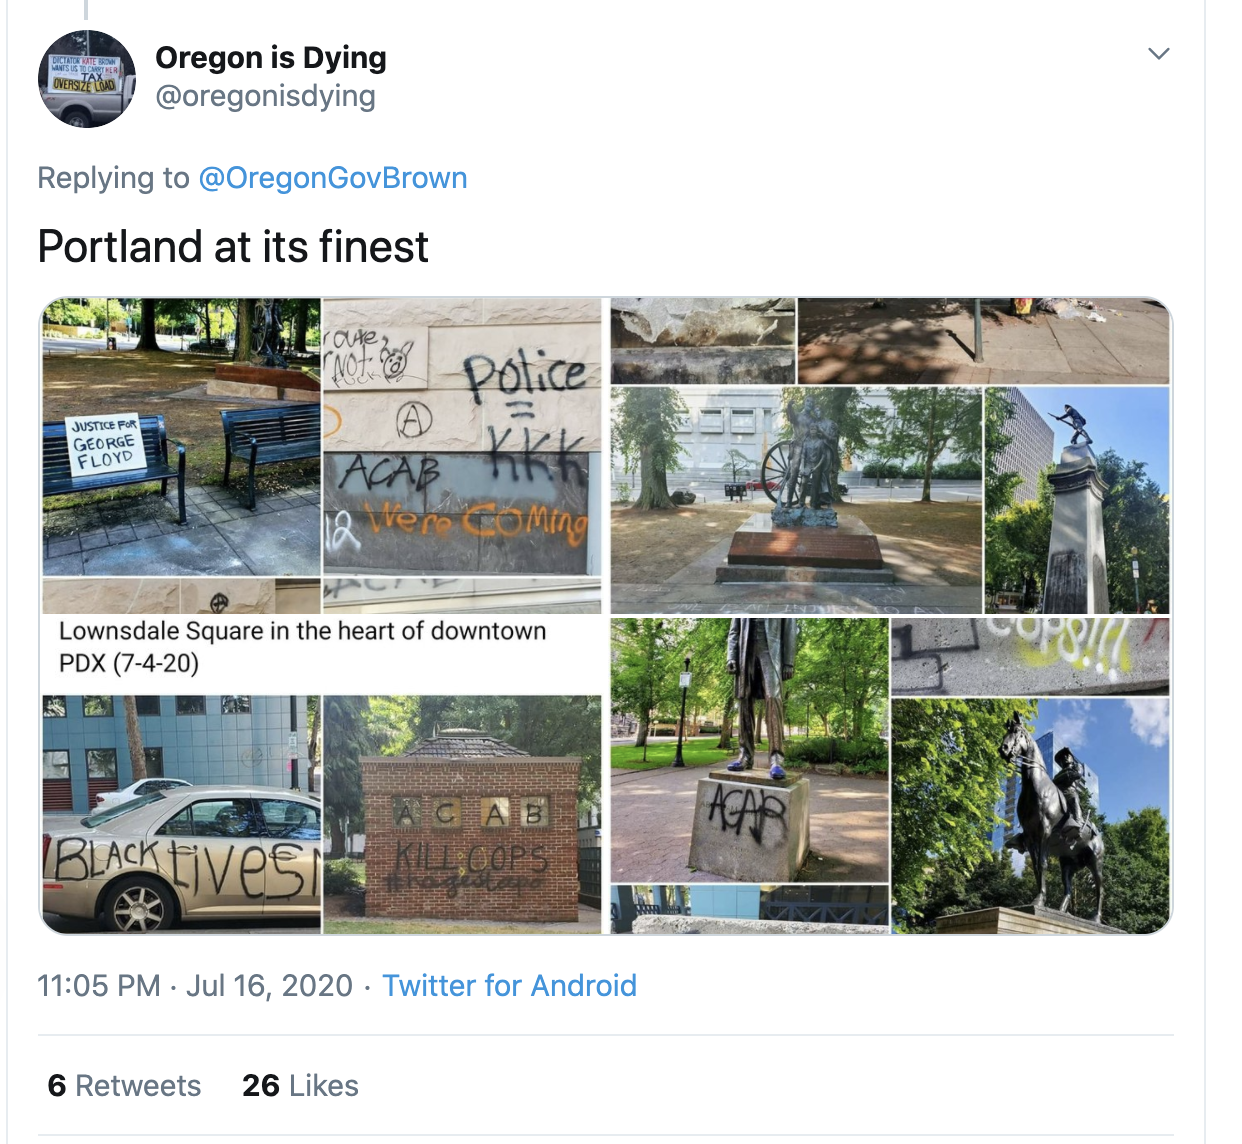 DICTATOR KATE BROWN
WANTS US TO CARRY HER
TAX
OVERSIZE LOAD
Oregon is Dying
@oregonisdying
Replying to @OregonGovBrown
Portland at its finest
JUSTICE FOR
GEORGE
FLOYD
NOT
Police
=
KKK
A
ACAB
12 We're COMing
Lownsdale Square in the heart of downtown
PDX (7-4-20)
BLACK LIVES
A C A B
KILL COPS
COPS!!!
ACAB
11:05 PM · Jul 16, 2020 · Twitter for Android
6 Retweets 26 Likes